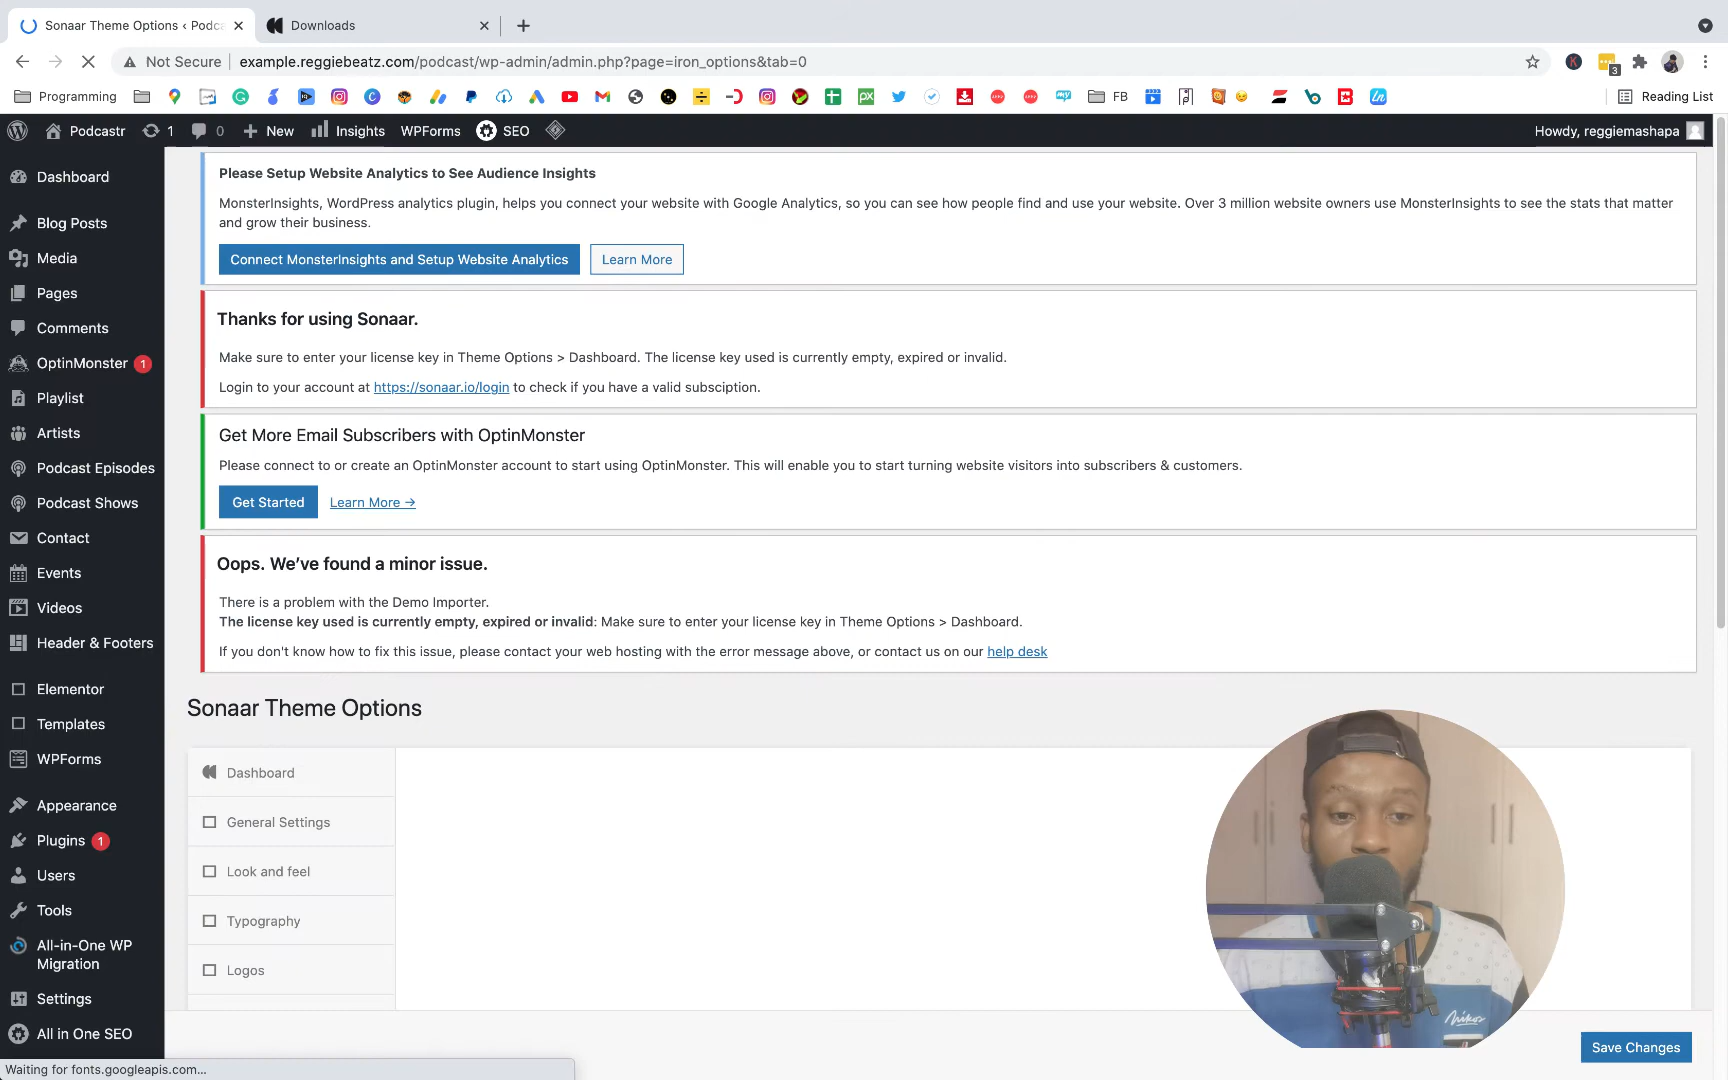 Sonaar Theme Options ‹ Podca
Downloads
Not Secure
example.reggiebeatz.com/podcast/wp-admin/admin.php?page=iron_options&tab=0
3
Programming
FB
Reading List
Podcastr
1
0
New
Insights
WPForms
SEO
Howdy, reggiemashapa
Dashboard
Blog Posts
Media
Pages
Comments
OptinMonster 1
Playlist
Artists
Podcast Episodes
Podcast Shows
Contact
Events
Videos
Header & Footers
Elementor
Templates
WPForms
Appearance
Plugins 1
Users
Tools
All-in-One WP
Migration
Settings
All in One SEO
Please Setup Website Analytics to See Audience Insights
MonsterInsights, WordPress analytics plugin, helps you connect your website with Google Analytics, so you can see how people find and use your website. Over 3 million website owners use MonsterInsights to see the stats that matter
and grow their business.
Connect MonsterInsights and Setup Website Analytics
Learn More
Thanks for using Sonaar.
Make sure to enter your license key in Theme Options > Dashboard. The license key used is currently empty, expired or invalid.
Login to your account at https://sonaar.io/login to check if you have a valid subsciption.
Get More Email Subscribers with OptinMonster
Please connect to or create an OptinMonster account to start using OptinMonster. This will enable you to start turning website visitors into subscribers & customers.
Get Started
Learn More →
Oops. We've found a minor issue.
There is a problem with the Demo Importer.
The license key used is currently empty, expired or invalid: Make sure to enter your license key in Theme Options > Dashboard.
If you don't know how to fix this issue, please contact your web hosting with the error message above, or contact us on our help desk
Sonaar Theme Options
Dashboard
General Settings
Look and feel
Typography
Logos
Save Changes
Waiting for fonts.googleapis.com...